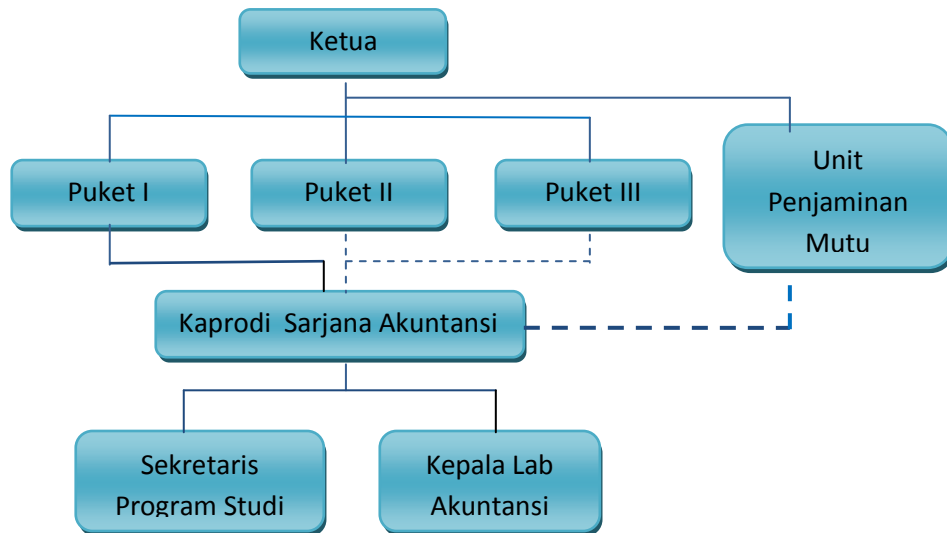 Ketua
Puket I
Puket II
Puket III
Unit
Penjaminan
Mutu
Kaprodi  Sarjana Akuntansi
Sekretaris
Program Studi
Kepala Lab
Akuntansi